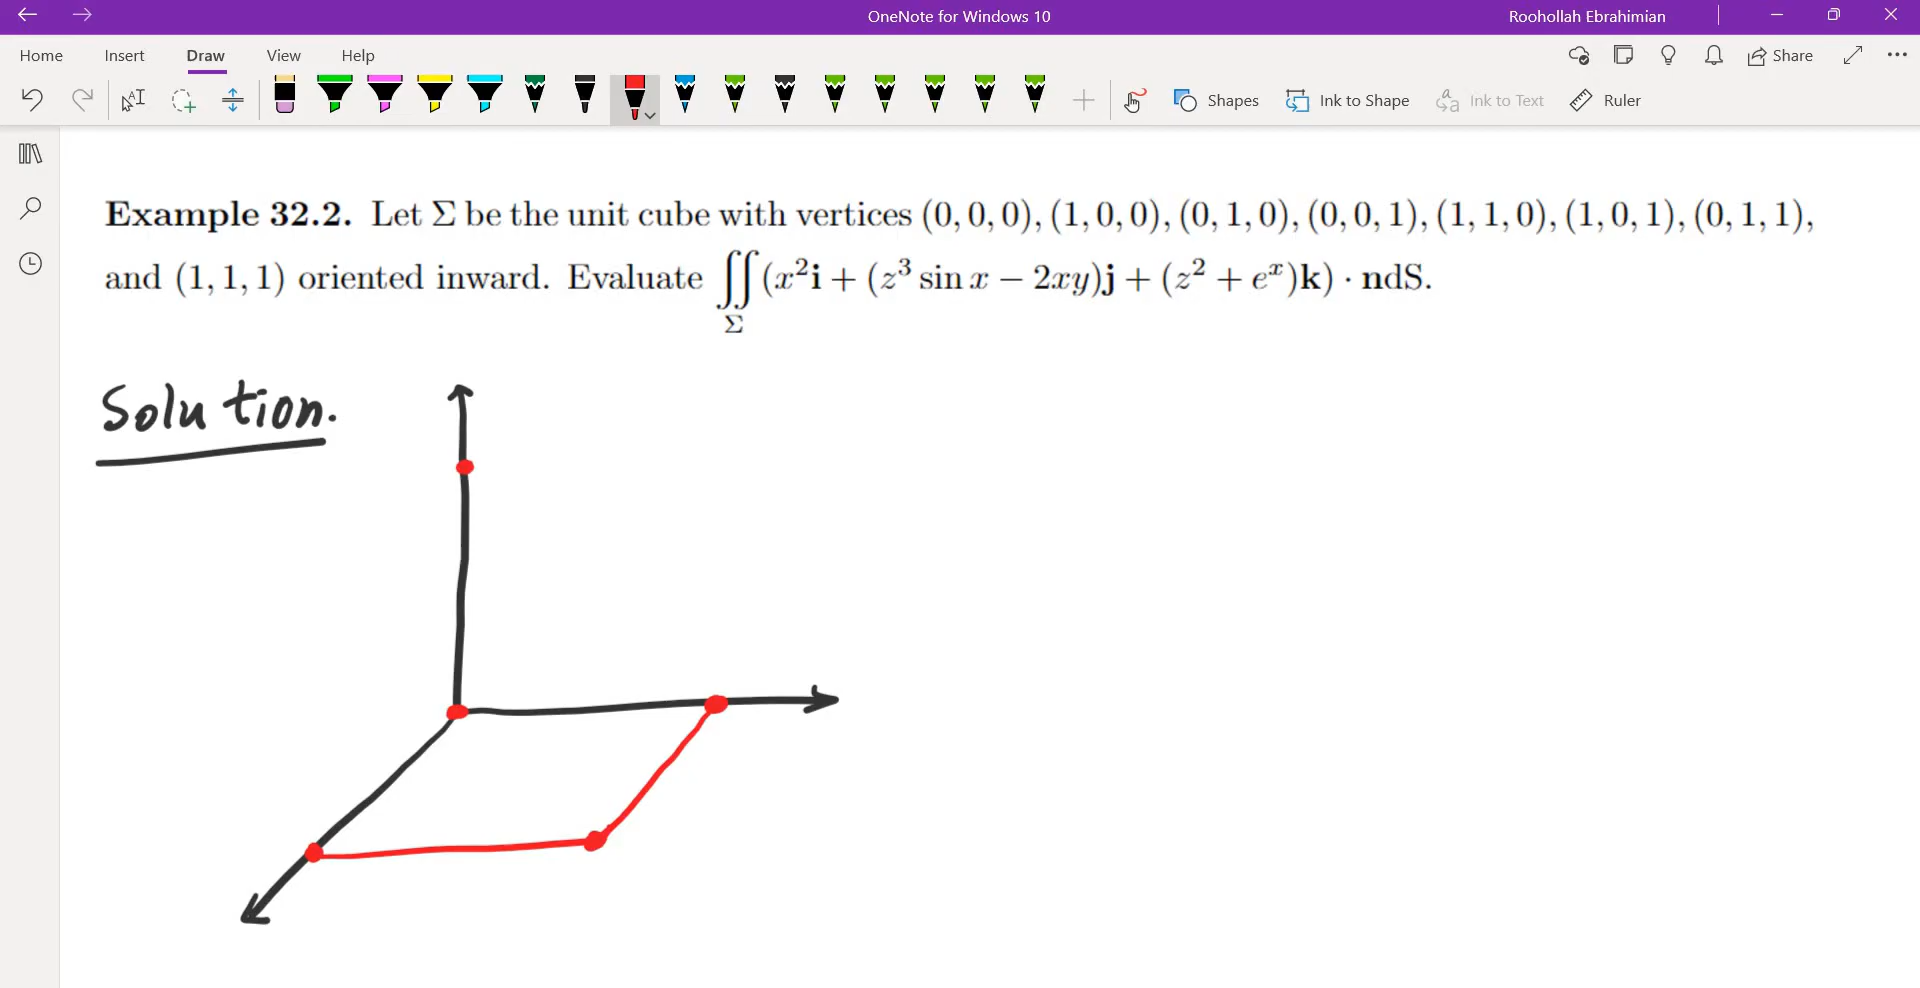 OneNote for Windows 10
Roohollah Ebrahimian
Home Insert Draw View Help
Share
Shapes Ink to Shape Ink to Text Ruler
Example 32.2. Let Σ be the unit cube with vertices (0, 0, 0), (1, 0, 0), (0, 1, 0), (0, 0, 1), (1, 1, 0), (1, 0, 1), (0, 1, 1),
and (1, 1, 1) oriented inward. Evaluate ∬_Σ (x²i + (z³ sin x − 2xy)j + (z² + eˣ)k) · ndS.
Solution.